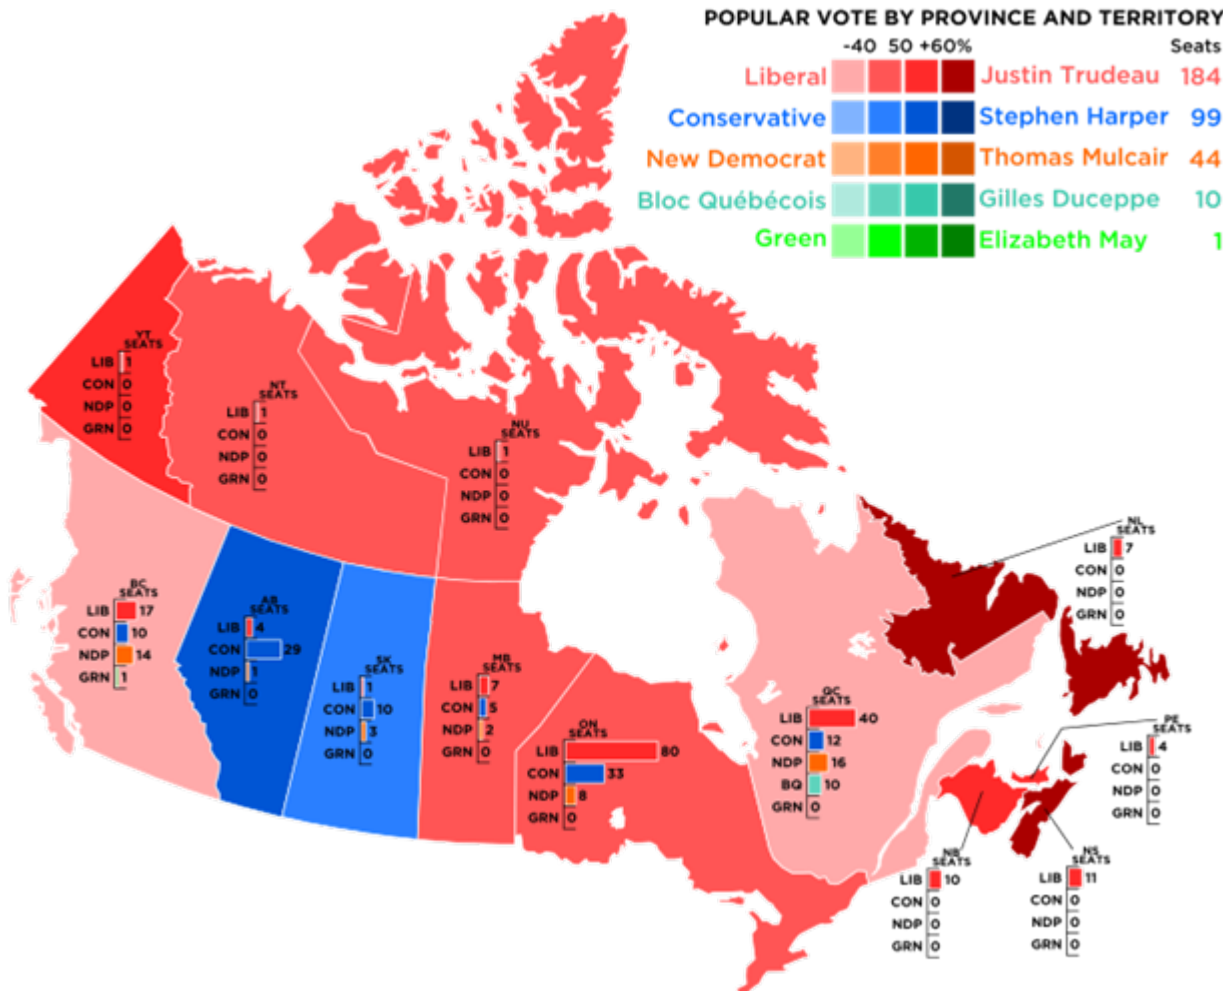 POPULAR VOTE BY PROVINCE AND TERRITORY
-40 50 +60% Seats
Liberal Justin Trudeau 184
Conservative Stephen Harper 99
New Democrat Thomas Mulcair 44
Bloc Québécois Gilles Duceppe 10
Green Elizabeth May 1
YT
SEATS
LIB 1
CON 0
NDP 0
GRN 0
NT
SEATS
LIB 1
CON 0
NDP 0
GRN 0
NU
SEATS
LIB 1
CON 0
NDP 0
GRN 0
NL
SEATS
LIB 7
CON 0
NDP 0
GRN 0
BC
SEATS
LIB 17
CON 10
NDP 14
GRN 1
AB
SEATS
LIB 4
CON 29
NDP 1
GRN 0
SK
SEATS
LIB 1
CON 10
NDP 3
GRN 0
MB
SEATS
LIB 7
CON 5
NDP 2
GRN 0
ON
SEATS
LIB 80
CON 33
NDP 8
GRN 0
QC
SEATS
LIB 40
CON 12
NDP 16
BQ 10
GRN 0
PE
SEATS
LIB 4
CON 0
NDP 0
GRN 0
NB
SEATS
LIB 10
CON 0
NDP 0
GRN 0
NS
SEATS
LIB 11
CON 0
NDP 0
GRN 0